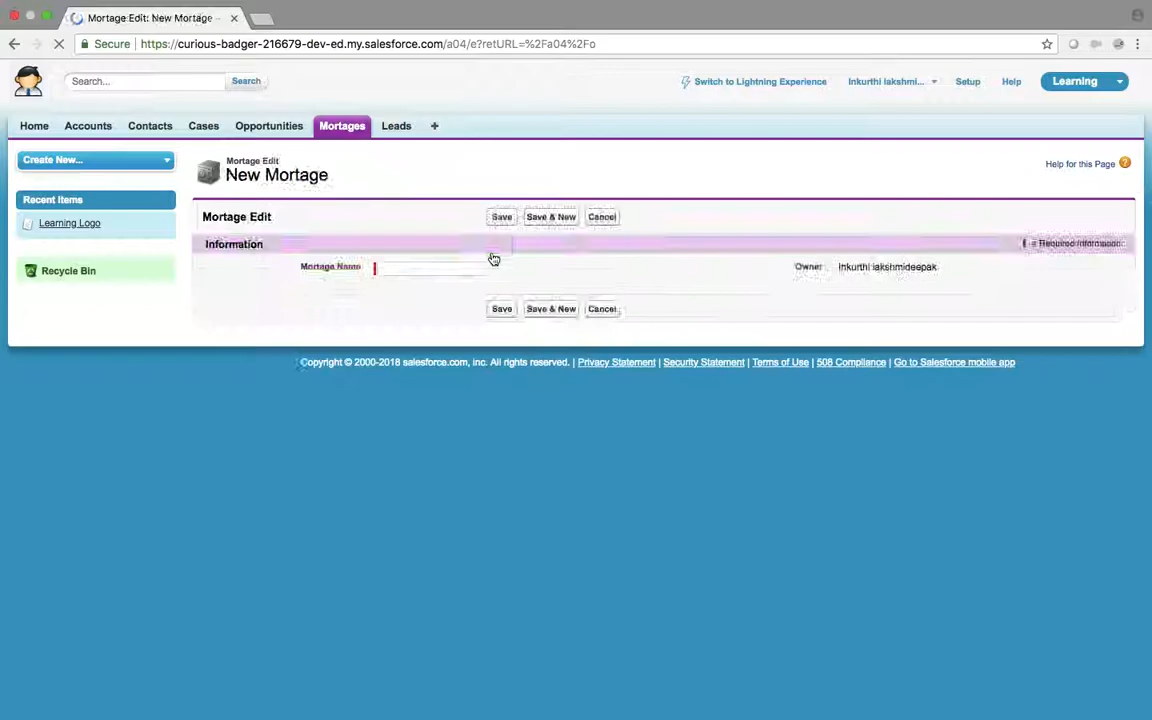 Mortage Edit: New Mortage
Secure | https://curious-badger-216679-dev-ed.my.salesforce.com/a04/e?retURL=%2Fa04%2Fo
Search... Search Switch to Lightning Experience Inkurthi lakshmi... Setup Help Learning
Home Accounts Contacts Cases Opportunities Mortages Leads +
Create New...
Recent Items
Learning Logo
Recycle Bin
Mortage Edit
New Mortage
Help for this Page
Mortage Edit Save Save & New Cancel
Information = Required Information
Mortage Name Owner Inkurthi lakshmideepak
Save Save & New Cancel
Copyright © 2000-2018 salesforce.com, inc. All rights reserved. | Privacy Statement | Security Statement | Terms of Use | 508 Compliance | Go to Salesforce mobile app